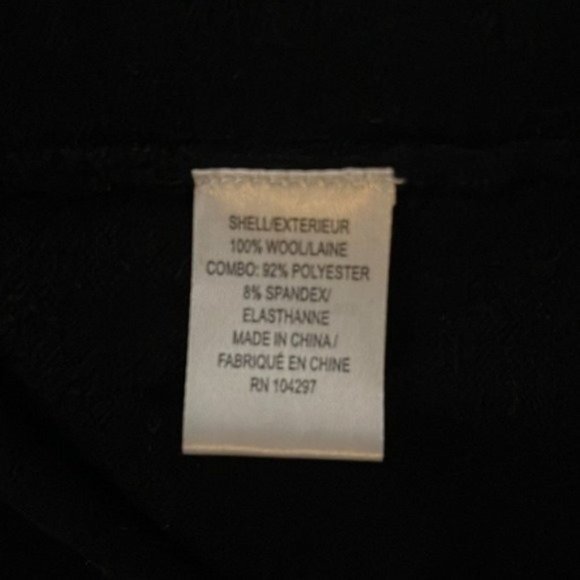 SHELL/EXTERIEUR
100% WOOL/LAINE
COMBO: 92% POLYESTER
8% SPANDEX/
ELASTHANNE
MADE IN CHINA/
FABRIQUÉ EN CHINE
RN 104297